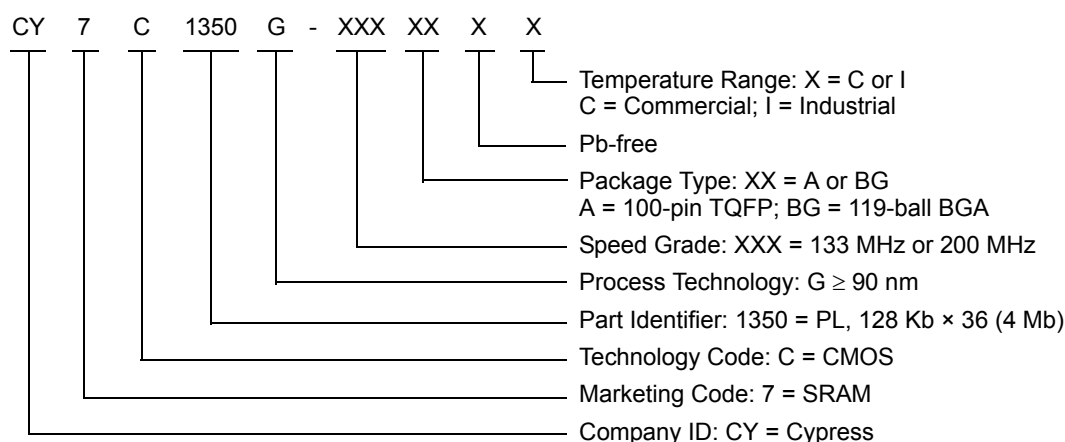 CY 7 C 1350 G - XXX XX X X
Temperature Range: X = C or I
C = Commercial; I = Industrial
Pb-free
Package Type: XX = A or BG
A = 100-pin TQFP; BG = 119-ball BGA
Speed Grade: XXX = 133 MHz or 200 MHz
Process Technology: G ≥ 90 nm
Part Identifier: 1350 = PL, 128 Kb × 36 (4 Mb)
Technology Code: C = CMOS
Marketing Code: 7 = SRAM
Company ID: CY = Cypress